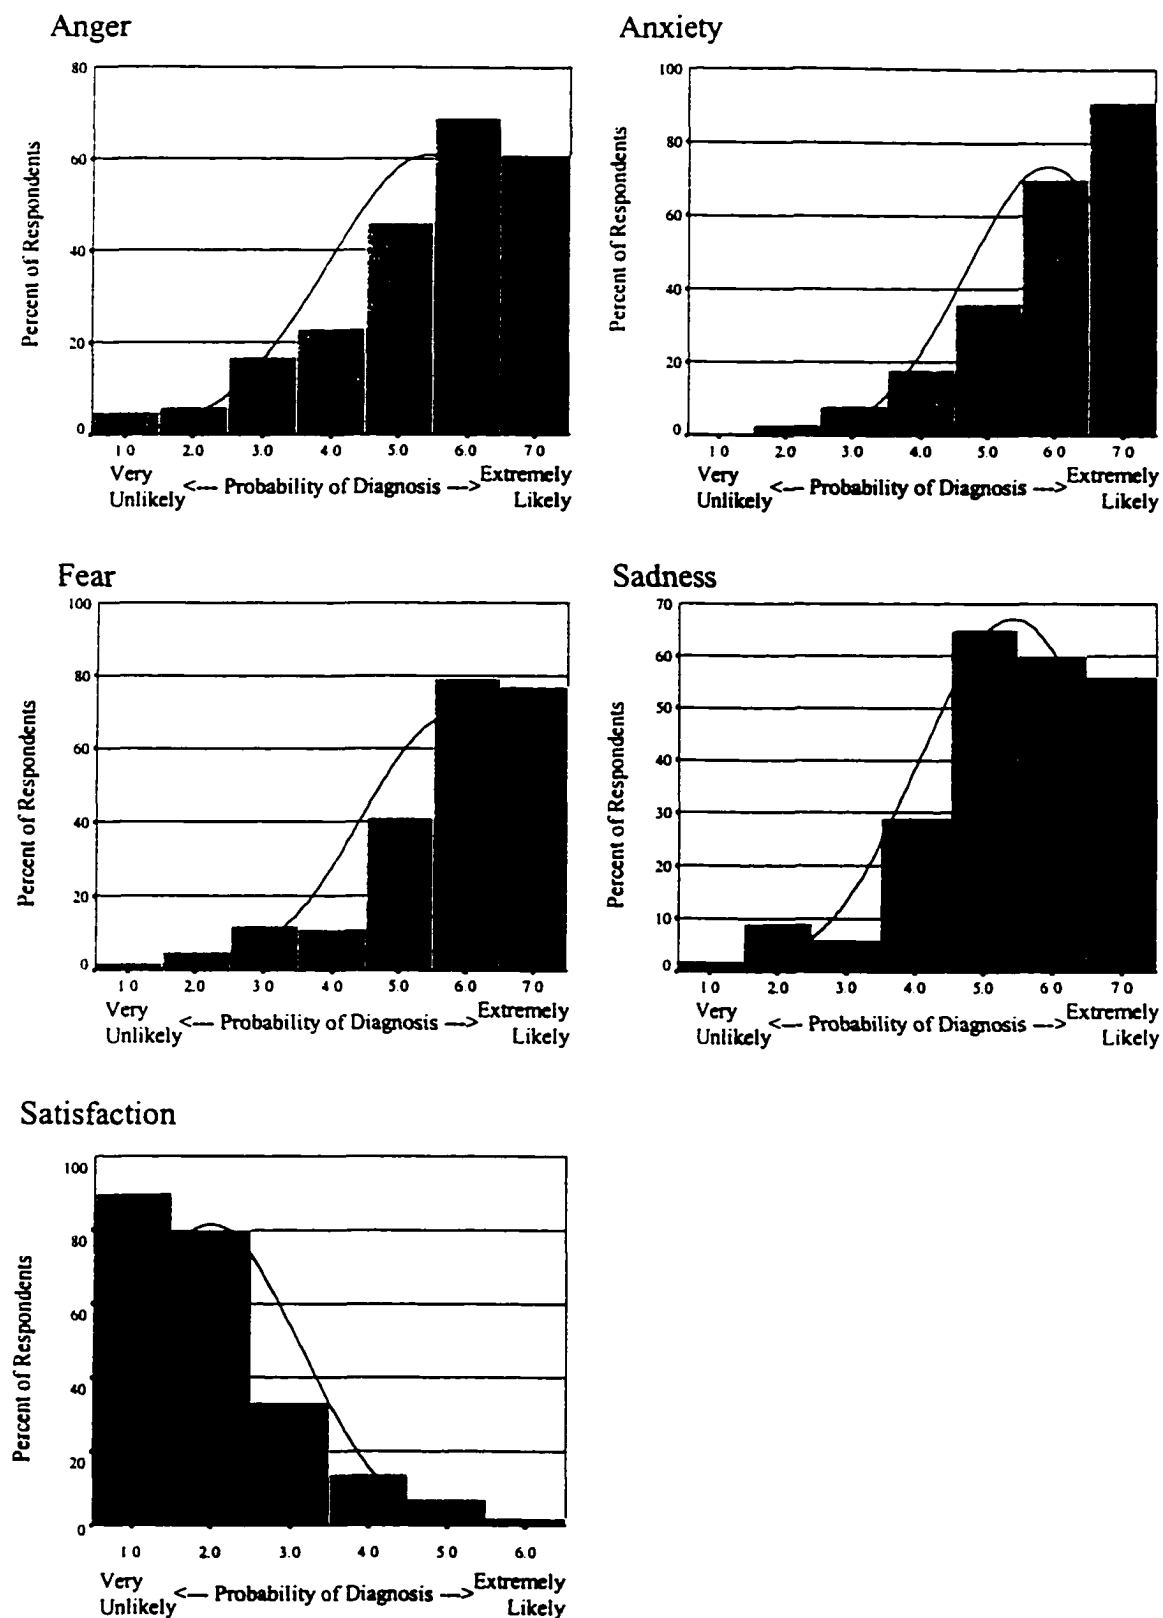 Anger
80
60
40
20
0
Percent of Respondents
1 0 2.0 3.0 4.0 5.0 6.0 7 0
Very Unlikely <--- Probability of Diagnosis ---> Extremely Likely
Anxiety
100
80
60
40
20
0
Percent of Respondents
1 0 2.0 3.0 4.0 5.0 6 0 7 0
Very Unlikely <--- Probability of Diagnosis ---> Extremely Likely
Fear
100
80
60
40
20
0
Percent of Respondents
1 0 2.0 3.0 4 0 5.0 6.0 7 0
Very Unlikely <--- Probability of Diagnosis ---> Extremely Likely
Sadness
70
60
50
40
30
20
10
0
Percent of Respondents
1 0 2.0 3.0 4.0 5.0 6 0 7 0
Very Unlikely <--- Probability of Diagnosis ---> Extremely Likely
Satisfaction
100
80
60
40
20
0
Percent of Respondents
1 0 2.0 3.0 4 0 5 0 6.0
Very Unlikely <--- Probability of Diagnosis ---> Extremely Likely